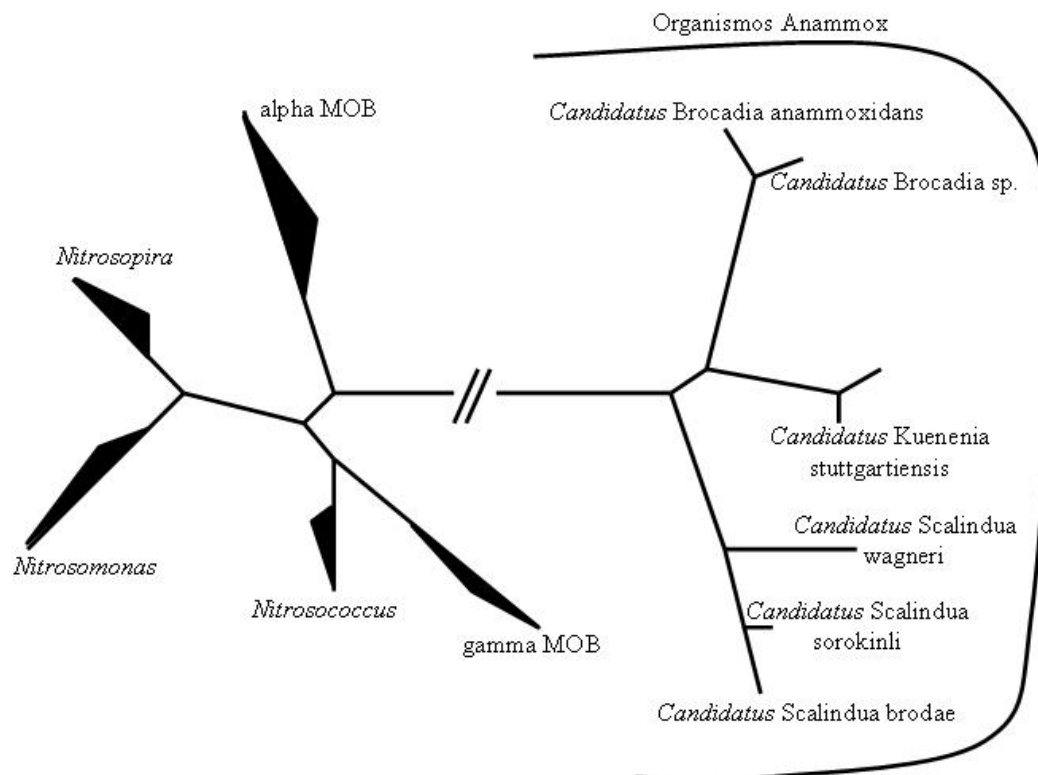 Organismos Anammox
alpha MOB
Candidatus Brocadia anammoxidans
Candidatus Brocadia sp.
Nitrosopira
Candidatus Kuenenia
stuttgartiensis
Candidatus Scalindua
wagneri
Nitrosomonas
Nitrosococcus
Candidatus Scalindua
sorokinli
gamma MOB
Candidatus Scalindua brodae